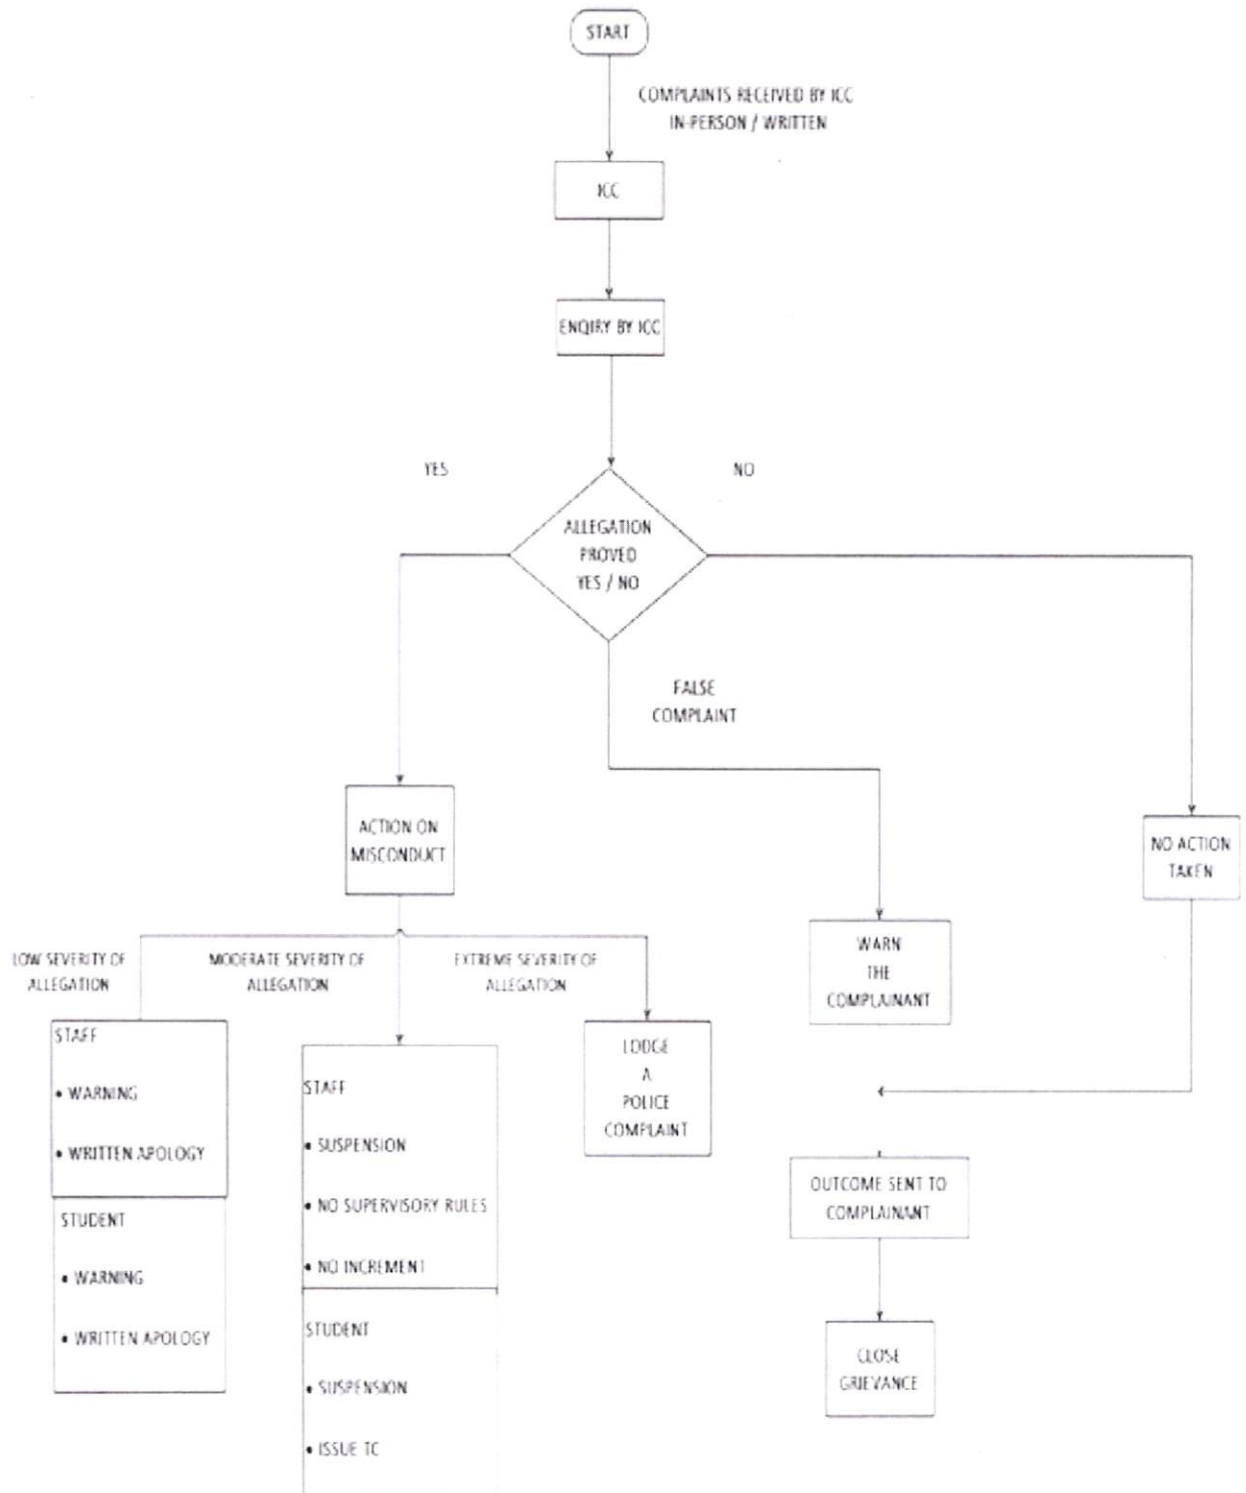 START
COMPLAINTS RECEIVED BY ICC
IN-PERSON / WRITTEN
ICC
ENQIRY BY ICC
YES
NO
ALLEGATION
PROVED
YES / NO
FALSE
COMPLAINT
ACTION ON
MISCONDUCT
NO ACTION
TAKEN
WARN
THE
COMPLAINANT
LOW SEVERITY OF
ALLEGATION
MODERATE SEVERITY OF
ALLEGATION
EXTREME SEVERITY OF
ALLEGATION
STAFF
• WARNING
• WRITTEN APOLOGY
STUDENT
• WARNING
• WRITTEN APOLOGY
STAFF
• SUSPENSION
• NO SUPERVISORY RULES
• NO INCREMENT
STUDENT
• SUSPENSION
• ISSUE TC
LODGE
A
POLICE
COMPLAINT
OUTCOME SENT TO
COMPLAINANT
CLOSE
GRIEVANCE